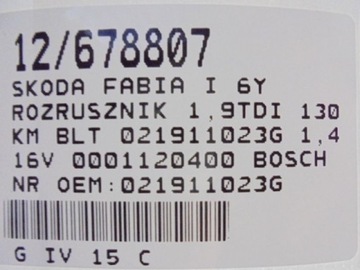 12/678807
SKODA FABIA I 6Y
ROZRUSZNIK 1,9TDI 130
KM BLT 021911023G 1,4
16V 0001120400 BOSCH
NR OEM:021911023G
G IV 15 C